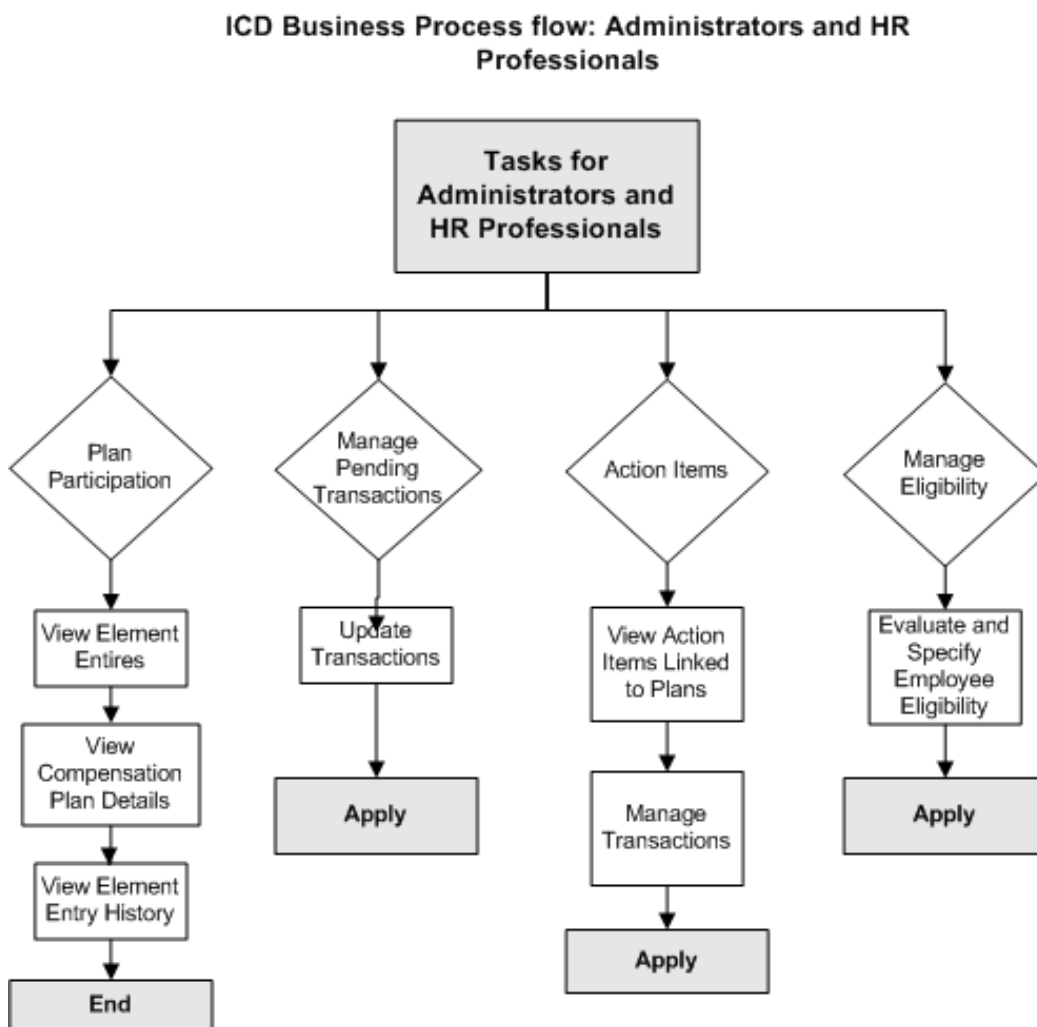 ICD Business Process flow: Administrators and HR
Professionals
Tasks for
Administrators and
HR Professionals
Plan
Participation
Manage
Pending
Transactions
Action Items
Manage
Eligibility
View Element
Entires
Update
Transactions
View Action
Items Linked
to Plans
Evaluate and
Specify
Employee
Eligibility
View
Compensation
Plan Details
Apply
Manage
Transactions
Apply
View Element
Entry History
Apply
End